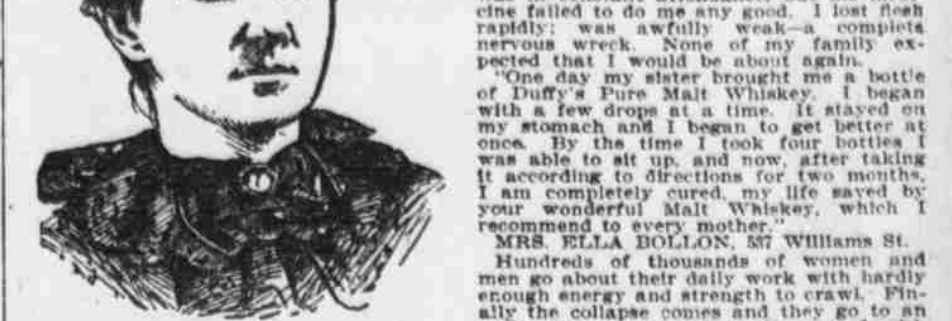 cine failed to do me any good. I lost flesh
rapidly; was awfully weak—a complete
nervous wreck. None of my family ex-
pected that I would be about again.
"One day my sister brought me a bottle
of Duffy's Pure Malt Whiskey. I began
with a few drops at a time. It stayed on
my stomach and I began to get better at
once. By the time I took four bottles I
was able to sit up, and now, after taking
it according to directions for two months,
I am completely cured, my life saved by
your wonderful Malt Whiskey, which I
recommend to every mother."
MRS. ELLA BOLLON, 537 Williams St.
Hundreds of thousands of women and
men go about their daily work with hardly
enough energy and strength to crawl. Fin-
ally the collapse comes and they go to an